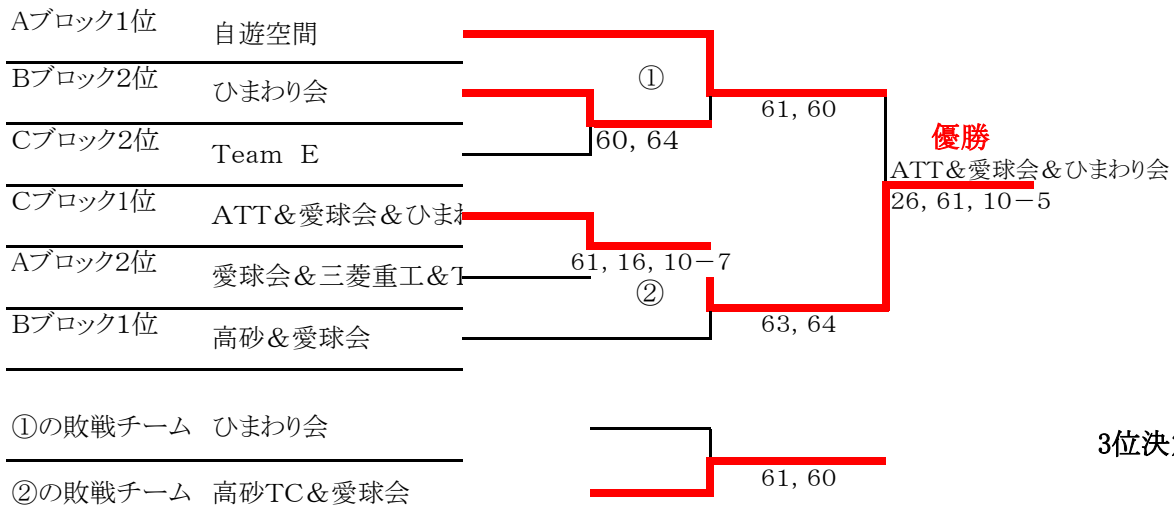 Aブロック1位 自遊空間
Bブロック2位 ひまわり会 ① 61, 60
Cブロック2位 Team E 60, 64 優勝
ATT&愛球会&ひまわり会
Cブロック1位 ATT&愛球会&ひまわ 26, 61, 10-5
Aブロック2位 愛球会&三菱重工&T 61, 16, 10-7
②
Bブロック1位 高砂&愛球会 63, 64
①の敗戦チーム ひまわり会 3位決
②の敗戦チーム 高砂TC&愛球会 61, 60